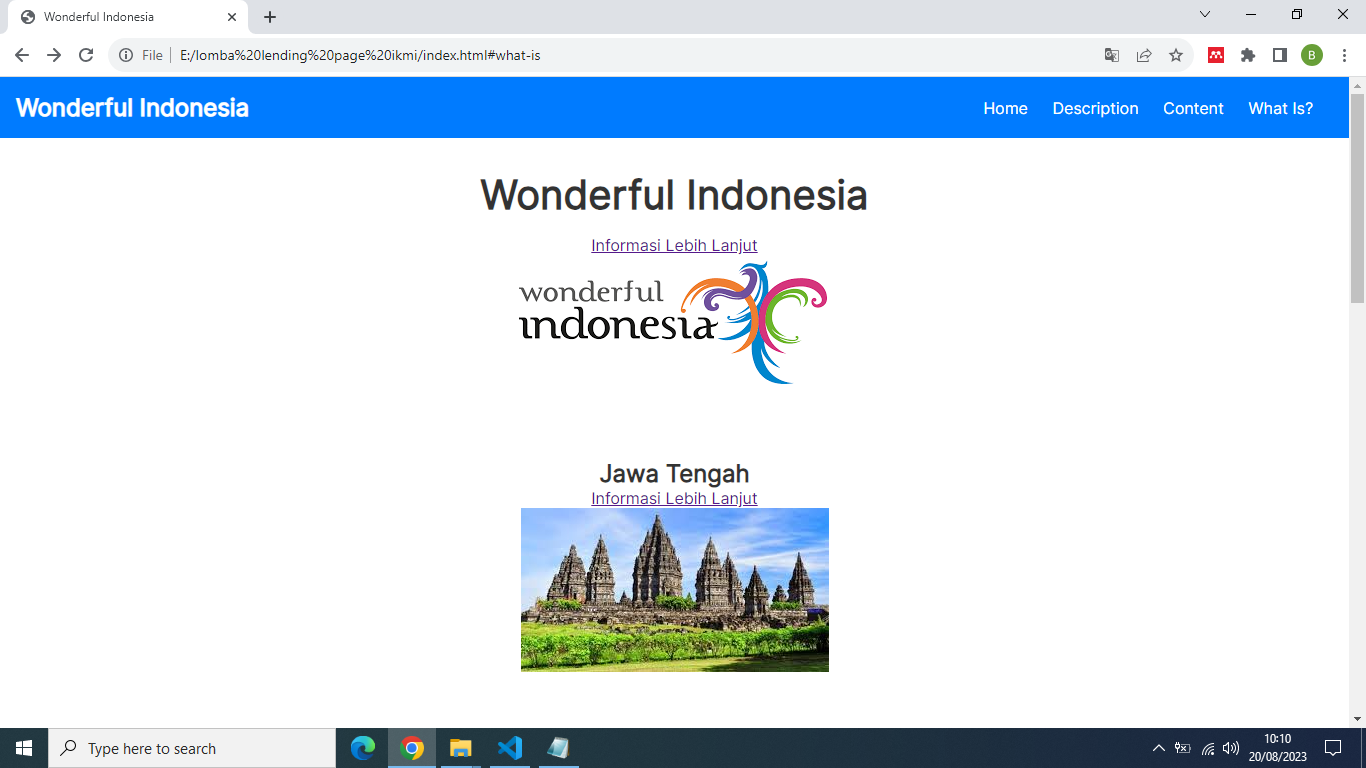 Wonderful Indonesia
File
E:/lomba%20lending%20page%20ikmi/index.html#what-is
B
Wonderful Indonesia
Home
Description
Content
What Is?
Wonderful Indonesia
Informasi Lebih Lanjut
wonderful
indonesia
Jawa Tengah
Informasi Lebih Lanjut
Type here to search
10:10
20/08/2023